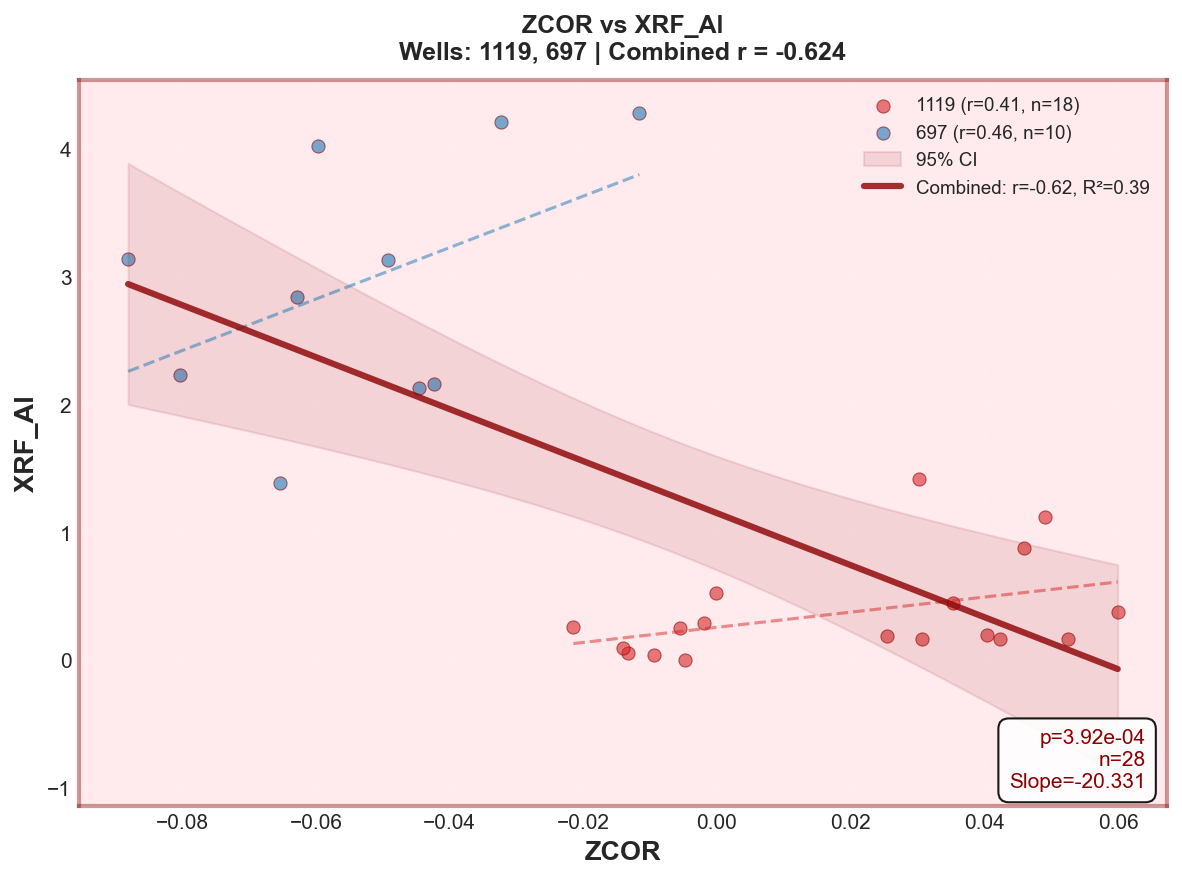 ZCOR vs XRF_Al
Wells: 1119, 697 | Combined r = -0.624
1119 (r=0.41, n=18)
697 (r=0.46, n=10)
95% CI
Combined: r=-0.62, R²=0.39
XRF_Al
4
3
2
1
0
−1
p=3.92e-04
n=28
Slope=-20.331
−0.08 −0.06 −0.04 −0.02 0.00 0.02 0.04 0.06
ZCOR